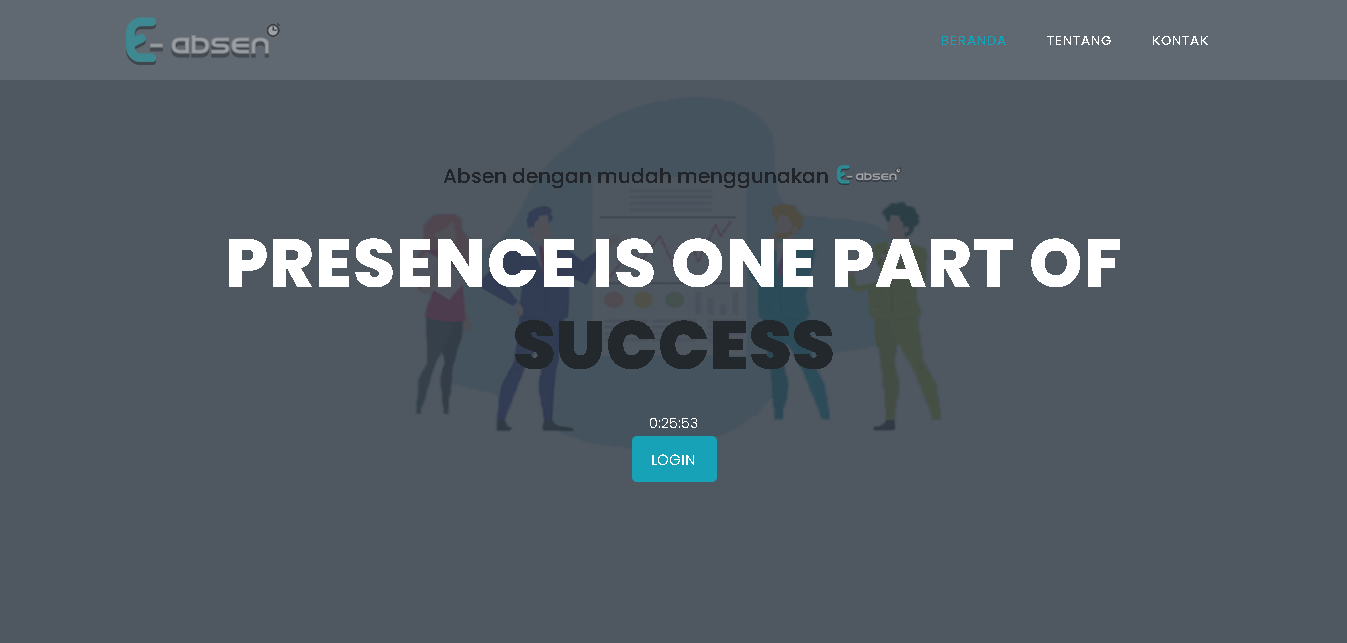 E- absen
BERANDA TENTANG KONTAK
Absen dengan mudah menggunakan E- absen
PRESENCE IS ONE PART OF
SUCCESS
0:25:53
LOGIN